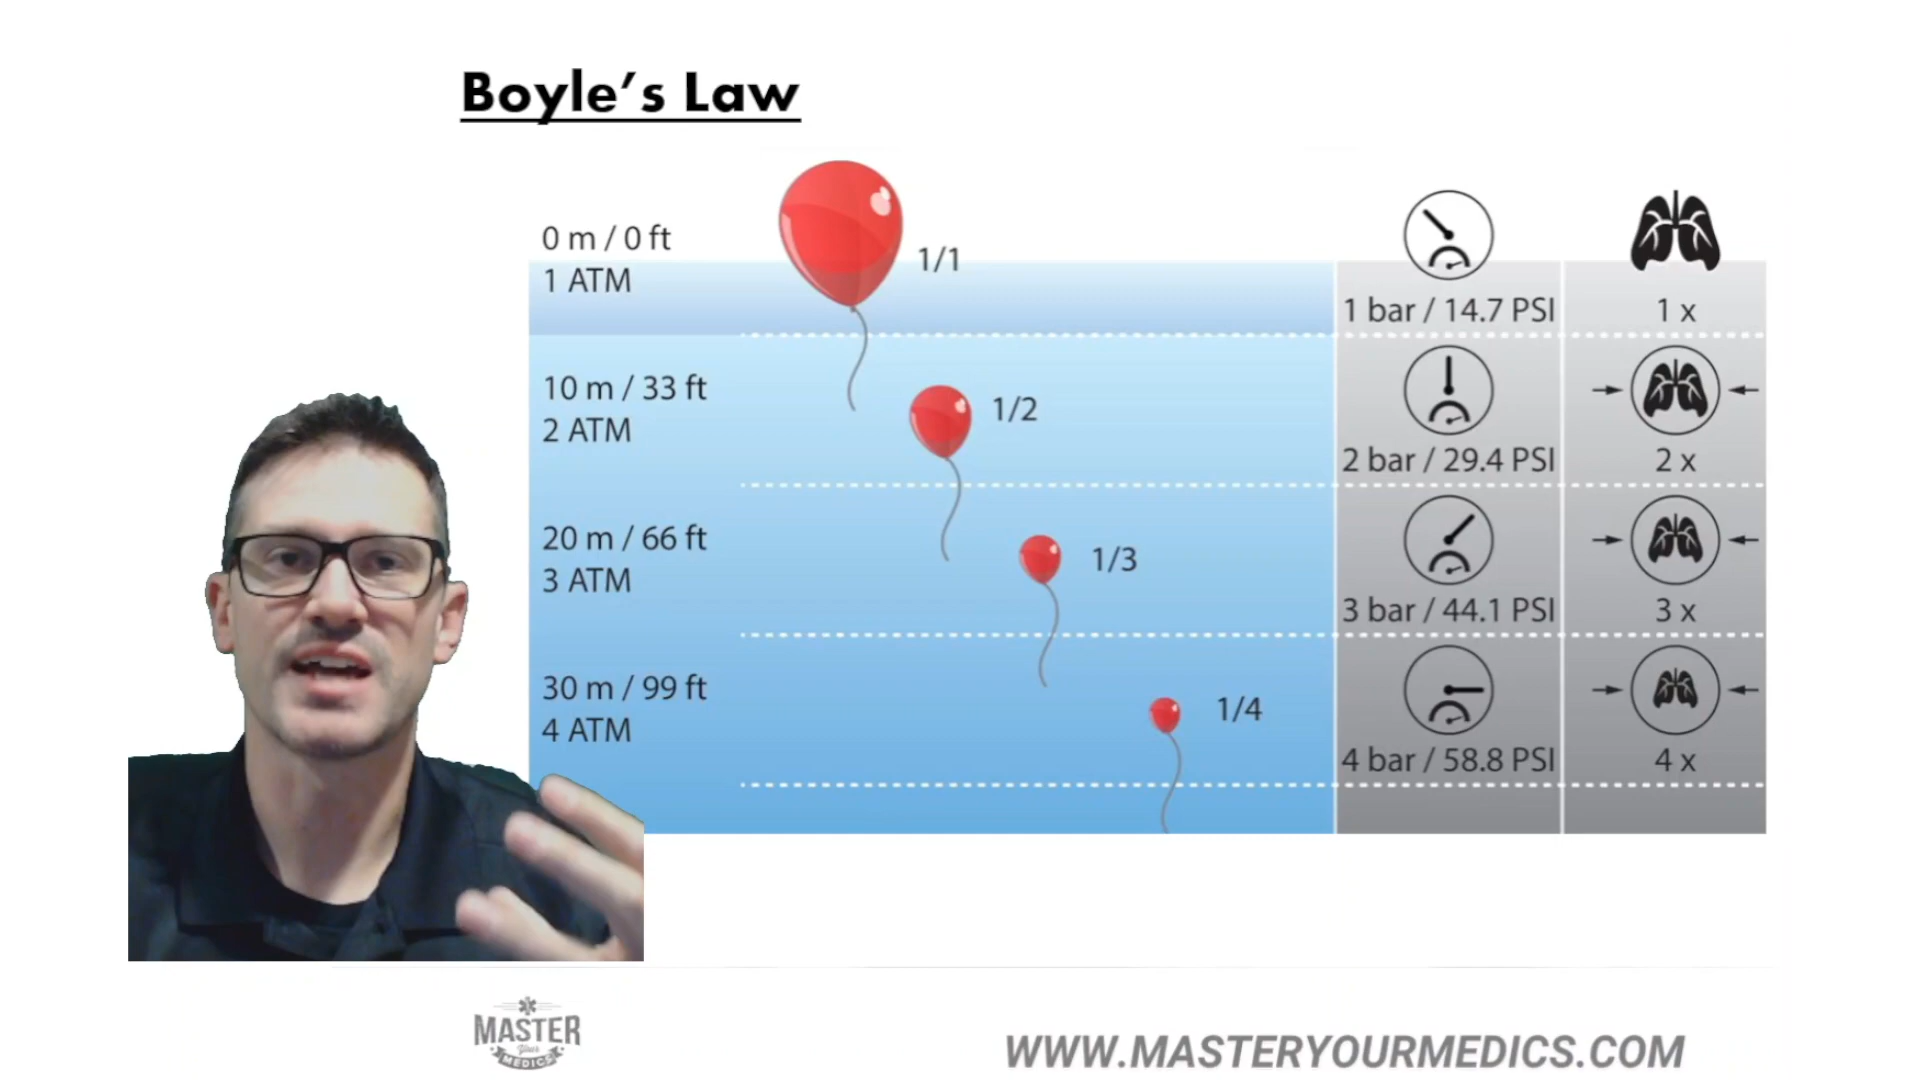 Boyle's Law
0 m / 0 ft
1 ATM
1/1
1 bar / 14.7 PSI
1 x
10 m / 33 ft
2 ATM
1/2
2 bar / 29.4 PSI
2 x
20 m / 66 ft
3 ATM
1/3
3 bar / 44.1 PSI
3 x
30 m / 99 ft
4 ATM
1/4
4 bar / 58.8 PSI
4 x
MASTER
Your
MEDICS
WWW.MASTERYOURMEDICS.COM